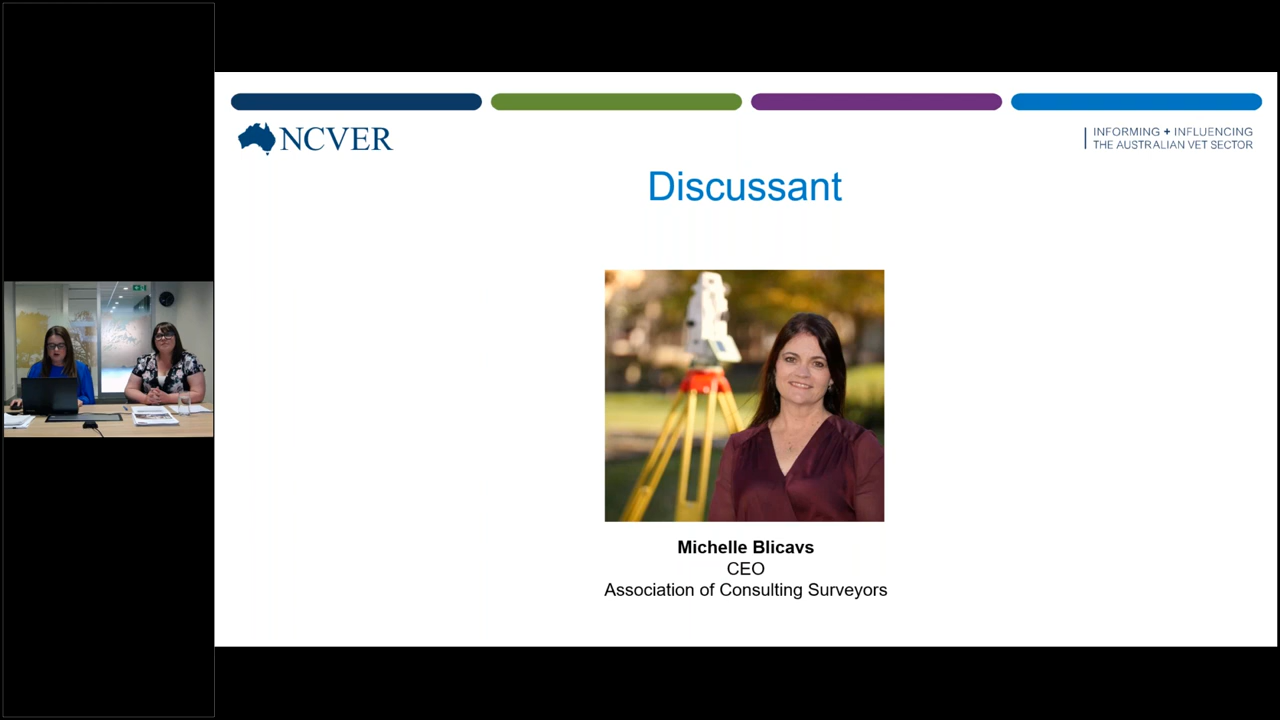 NCVER
INFORMING + INFLUENCING
THE AUSTRALIAN VET SECTOR
Discussant
Michelle Blicavs
CEO
Association of Consulting Surveyors